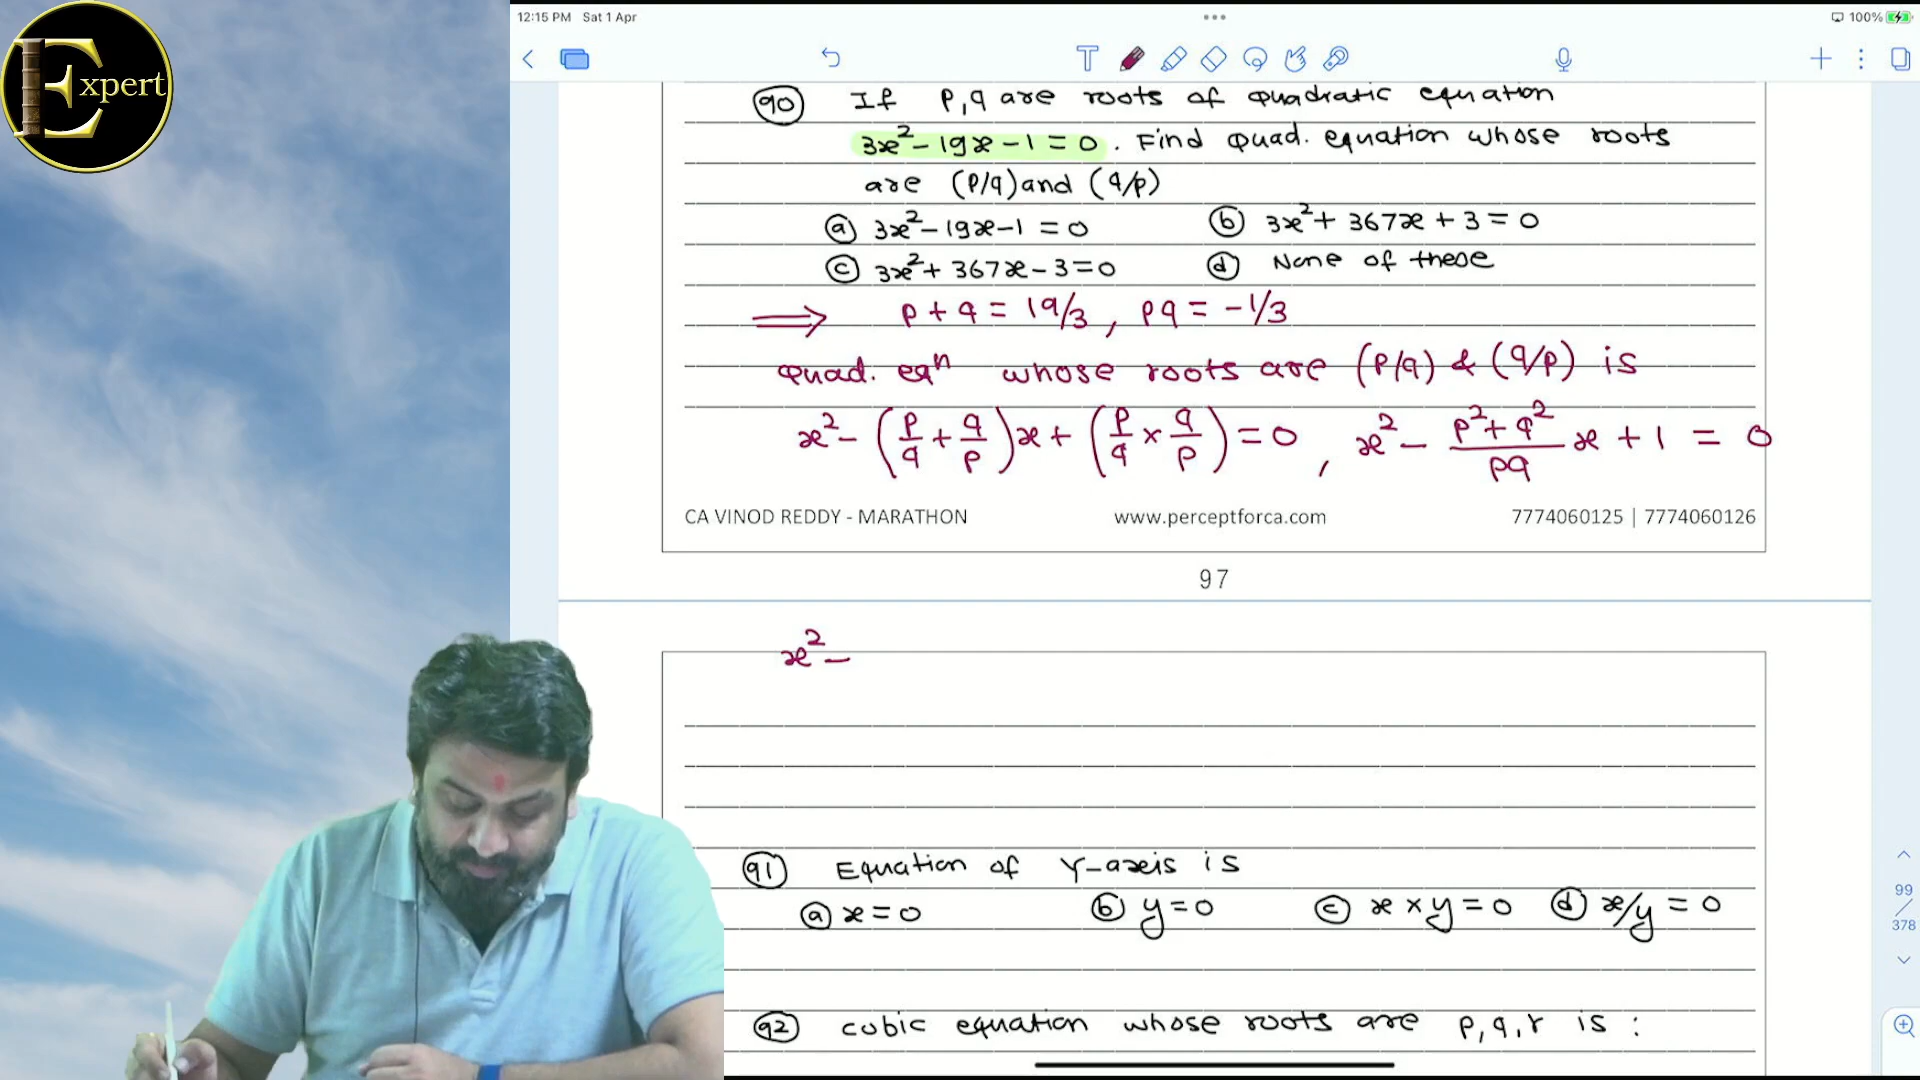 Expert
12:15 PM Sat 1 Apr
100%
90 If p,q are roots of quadratic equation
3x² - 19x - 1 = 0. Find quad. equation whose roots
are (p/q) and (q/p)
(a) 3x² - 19x - 1 = 0 (b) 3x² + 367x + 3 = 0
(c) 3x² + 367x - 3 = 0 (d) None of these
⟹ p + q = 19/3, pq = -1/3
quad. eqⁿ whose roots are (p/q) & (q/p) is
x² - (p/q + q/p)x + (p/q × q/p) = 0, x² - (p² + q²)/pq x + 1 = 0
CA VINOD REDDY - MARATHON www.perceptforca.com 7774060125 | 7774060126
97
x² -
91 Equation of Y-axis is
(a) x = 0 (b) y = 0 (c) x × y = 0 (d) x/y = 0
92 cubic equation whose roots are p,q,r is :
99
378